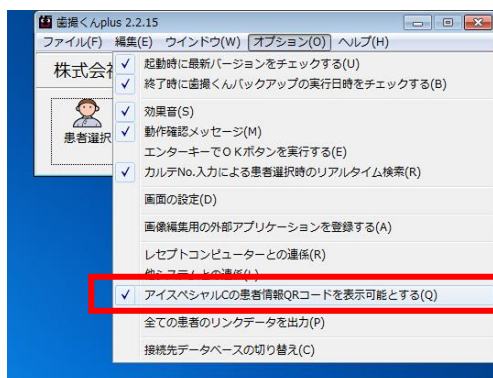 歯撮くんplus 2.2.15
ファイル(F) 編集(E) ウインドウ(W) オプション(O) ヘルプ(H)
株式会
患者選択
起動時に最新バージョンをチェックする(U)
終了時に歯撮くんバックアップの実行日時をチェックする(B)
効果音(S)
動作確認メッセージ(M)
エンターキーでOKボタンを実行する(E)
カルテNo.入力による患者選択時のリアルタイム検索(R)
画面の設定(D)
画像編集用の外部アプリケーションを登録する(A)
レセプトコンピューターとの連係(R)
他システムとの連係(L)
アイスペシャルCの患者情報QRコードを表示可能とする(Q)
全ての患者のリンクデータを出力(P)
接続先データベースの切り替え(C)